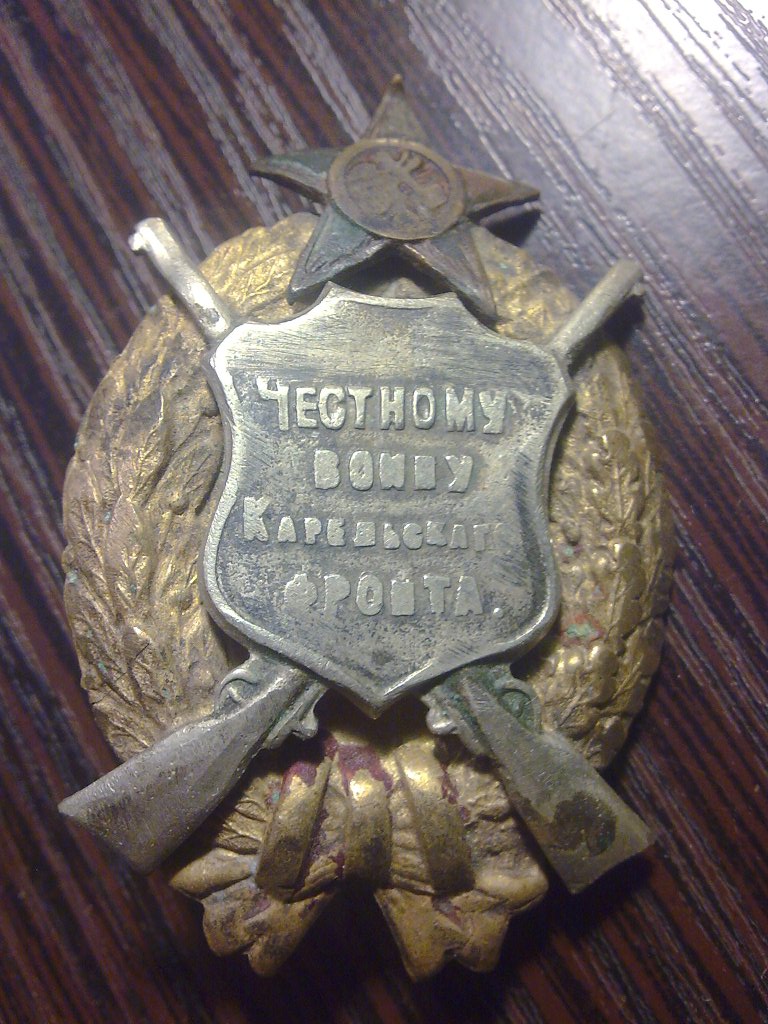 Честному
воину
Карельскаго
фронта.